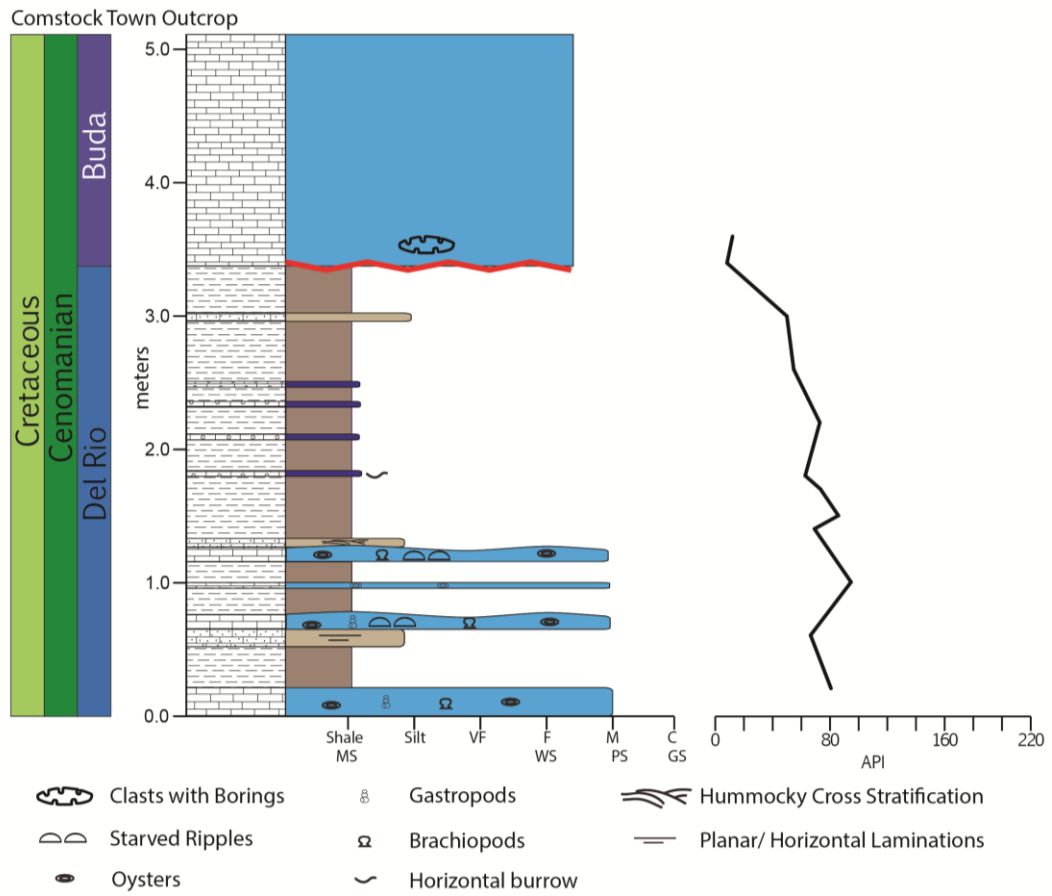 Comstock Town Outcrop
Cretaceous
Cenomanian
Buda
Del Rio
meters
5.0
4.0
3.0
2.0
1.0
0.0
Shale Silt VF F M C
MS WS PS GS
0 80 160 220
API
Clasts with Borings Gastropods Hummocky Cross Stratification
Starved Ripples Brachiopods Planar/ Horizontal Laminations
Oysters Horizontal burrow